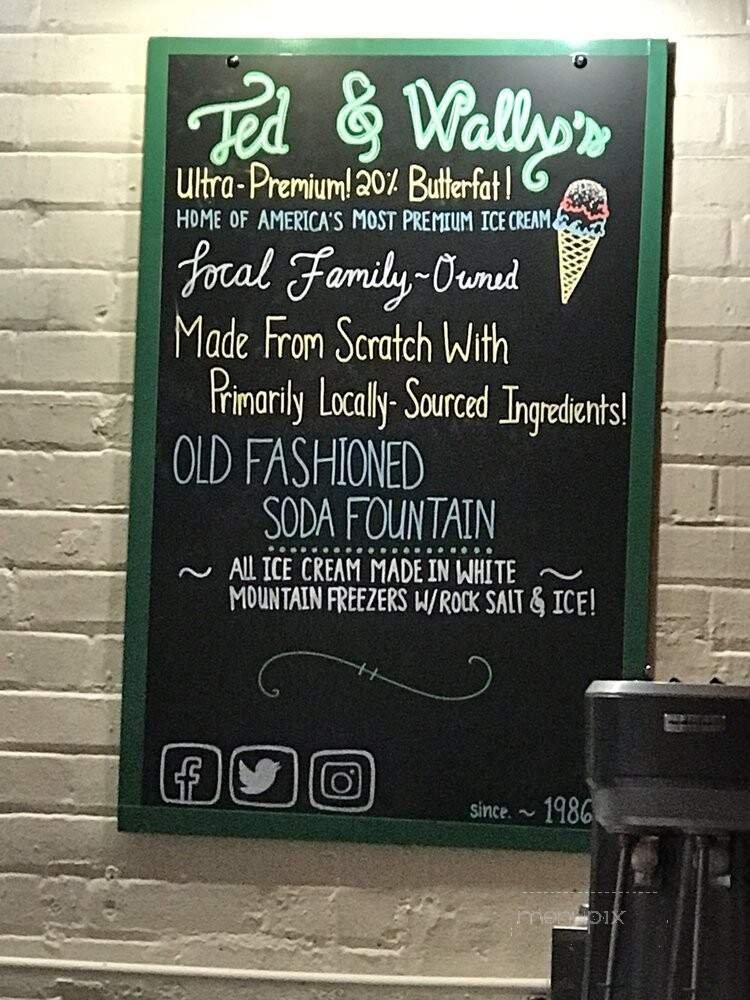 Ted & Wally's
Ultra-Premium! 20% Butterfat!
HOME OF AMERICA'S MOST PREMIUM ICE CREAM
Local Family~Owned
Made From Scratch With
Primarily Locally-Sourced Ingredients!
OLD FASHIONED
SODA FOUNTAIN
~ All ICE CREAM MADE IN WHITE ~
MOUNTAIN FREEZERS W/ROCK SALT & ICE!
since. ~ 1986
menupix